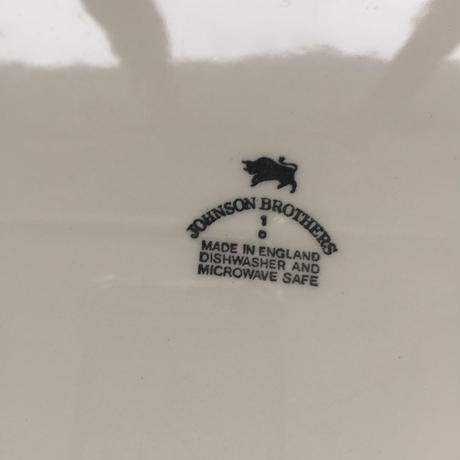 JOHNSON BROTHERS
1
0
MADE IN ENGLAND
DISHWASHER AND
MICROWAVE SAFE